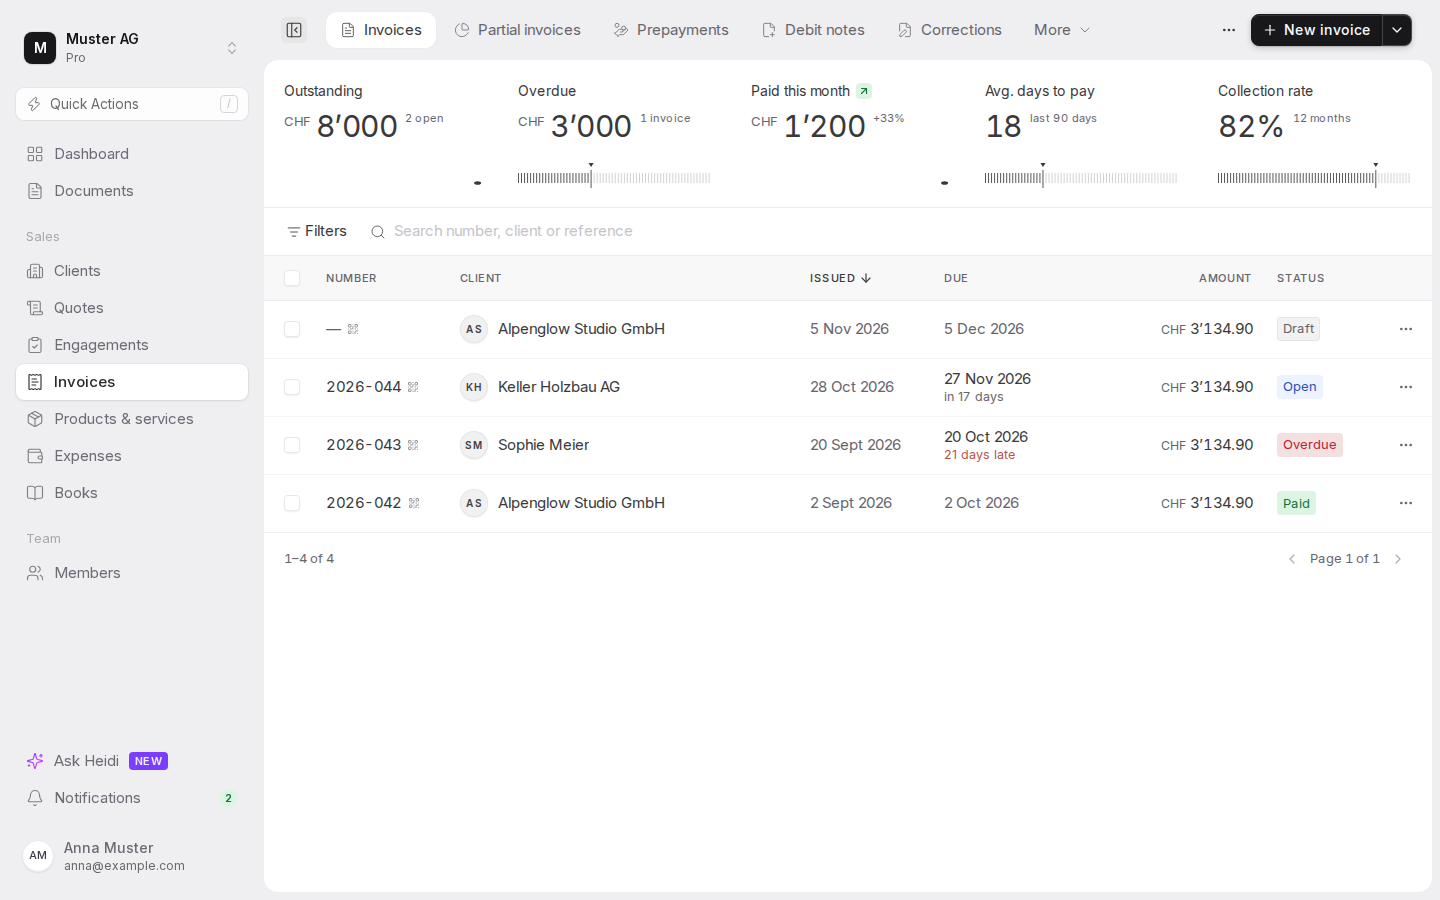 M
Muster AG
Pro
Quick Actions
/
Dashboard
Documents
Sales
Clients
Quotes
Engagements
Invoices
Products & services
Expenses
Books
Team
Members
Ask Heidi
NEW
Notifications
2
AM
Anna Muster
anna@example.com
Invoices
Partial invoices
Prepayments
Debit notes
Corrections
More
New invoice
Outstanding
CHF 8’000 2 open
Overdue
CHF 3’000 1 invoice
Paid this month
CHF 1’200 +33%
Avg. days to pay
18 last 90 days
Collection rate
82% 12 months
Filters
Search number, client or reference
NUMBER CLIENT ISSUED DUE AMOUNT STATUS
— AS Alpenglow Studio GmbH 5 Nov 2026 5 Dec 2026 CHF 3’134.90 Draft
2026-044 KH Keller Holzbau AG 28 Oct 2026 27 Nov 2026 CHF 3’134.90 Open
in 17 days
2026-043 SM Sophie Meier 20 Sept 2026 20 Oct 2026 CHF 3’134.90 Overdue
21 days late
2026-042 AS Alpenglow Studio GmbH 2 Sept 2026 2 Oct 2026 CHF 3’134.90 Paid
1–4 of 4
Page 1 of 1